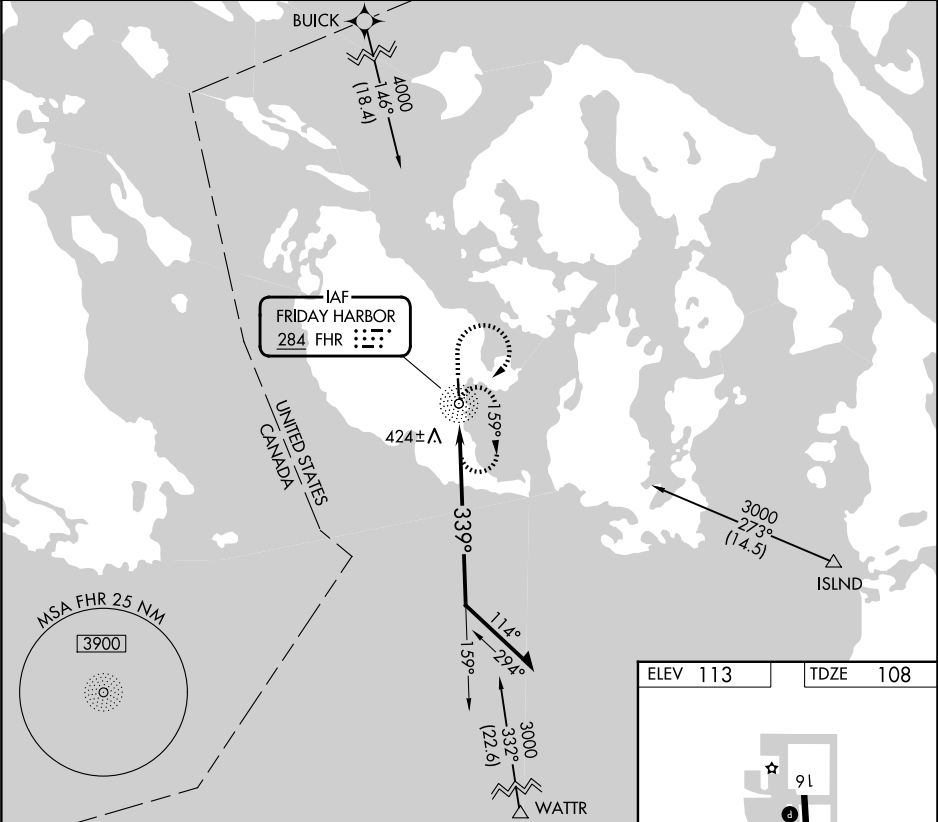 BUICK
4000
146°
(18.4)
IAF
FRIDAY HARBOR
284 FHR
159°
424±
UNITED STATES
CANADA
339°
3000
273°
(14.5)
ISLND
MSA FHR 25 NM
3900
114°
294°
159°
3000
332°
(22.6)
WATTR
ELEV 113
TDZE 108
16
P